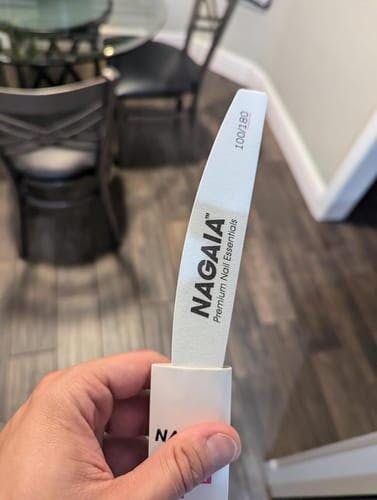 100/180
NAGAIA™
Premium Nail Essentials
NA